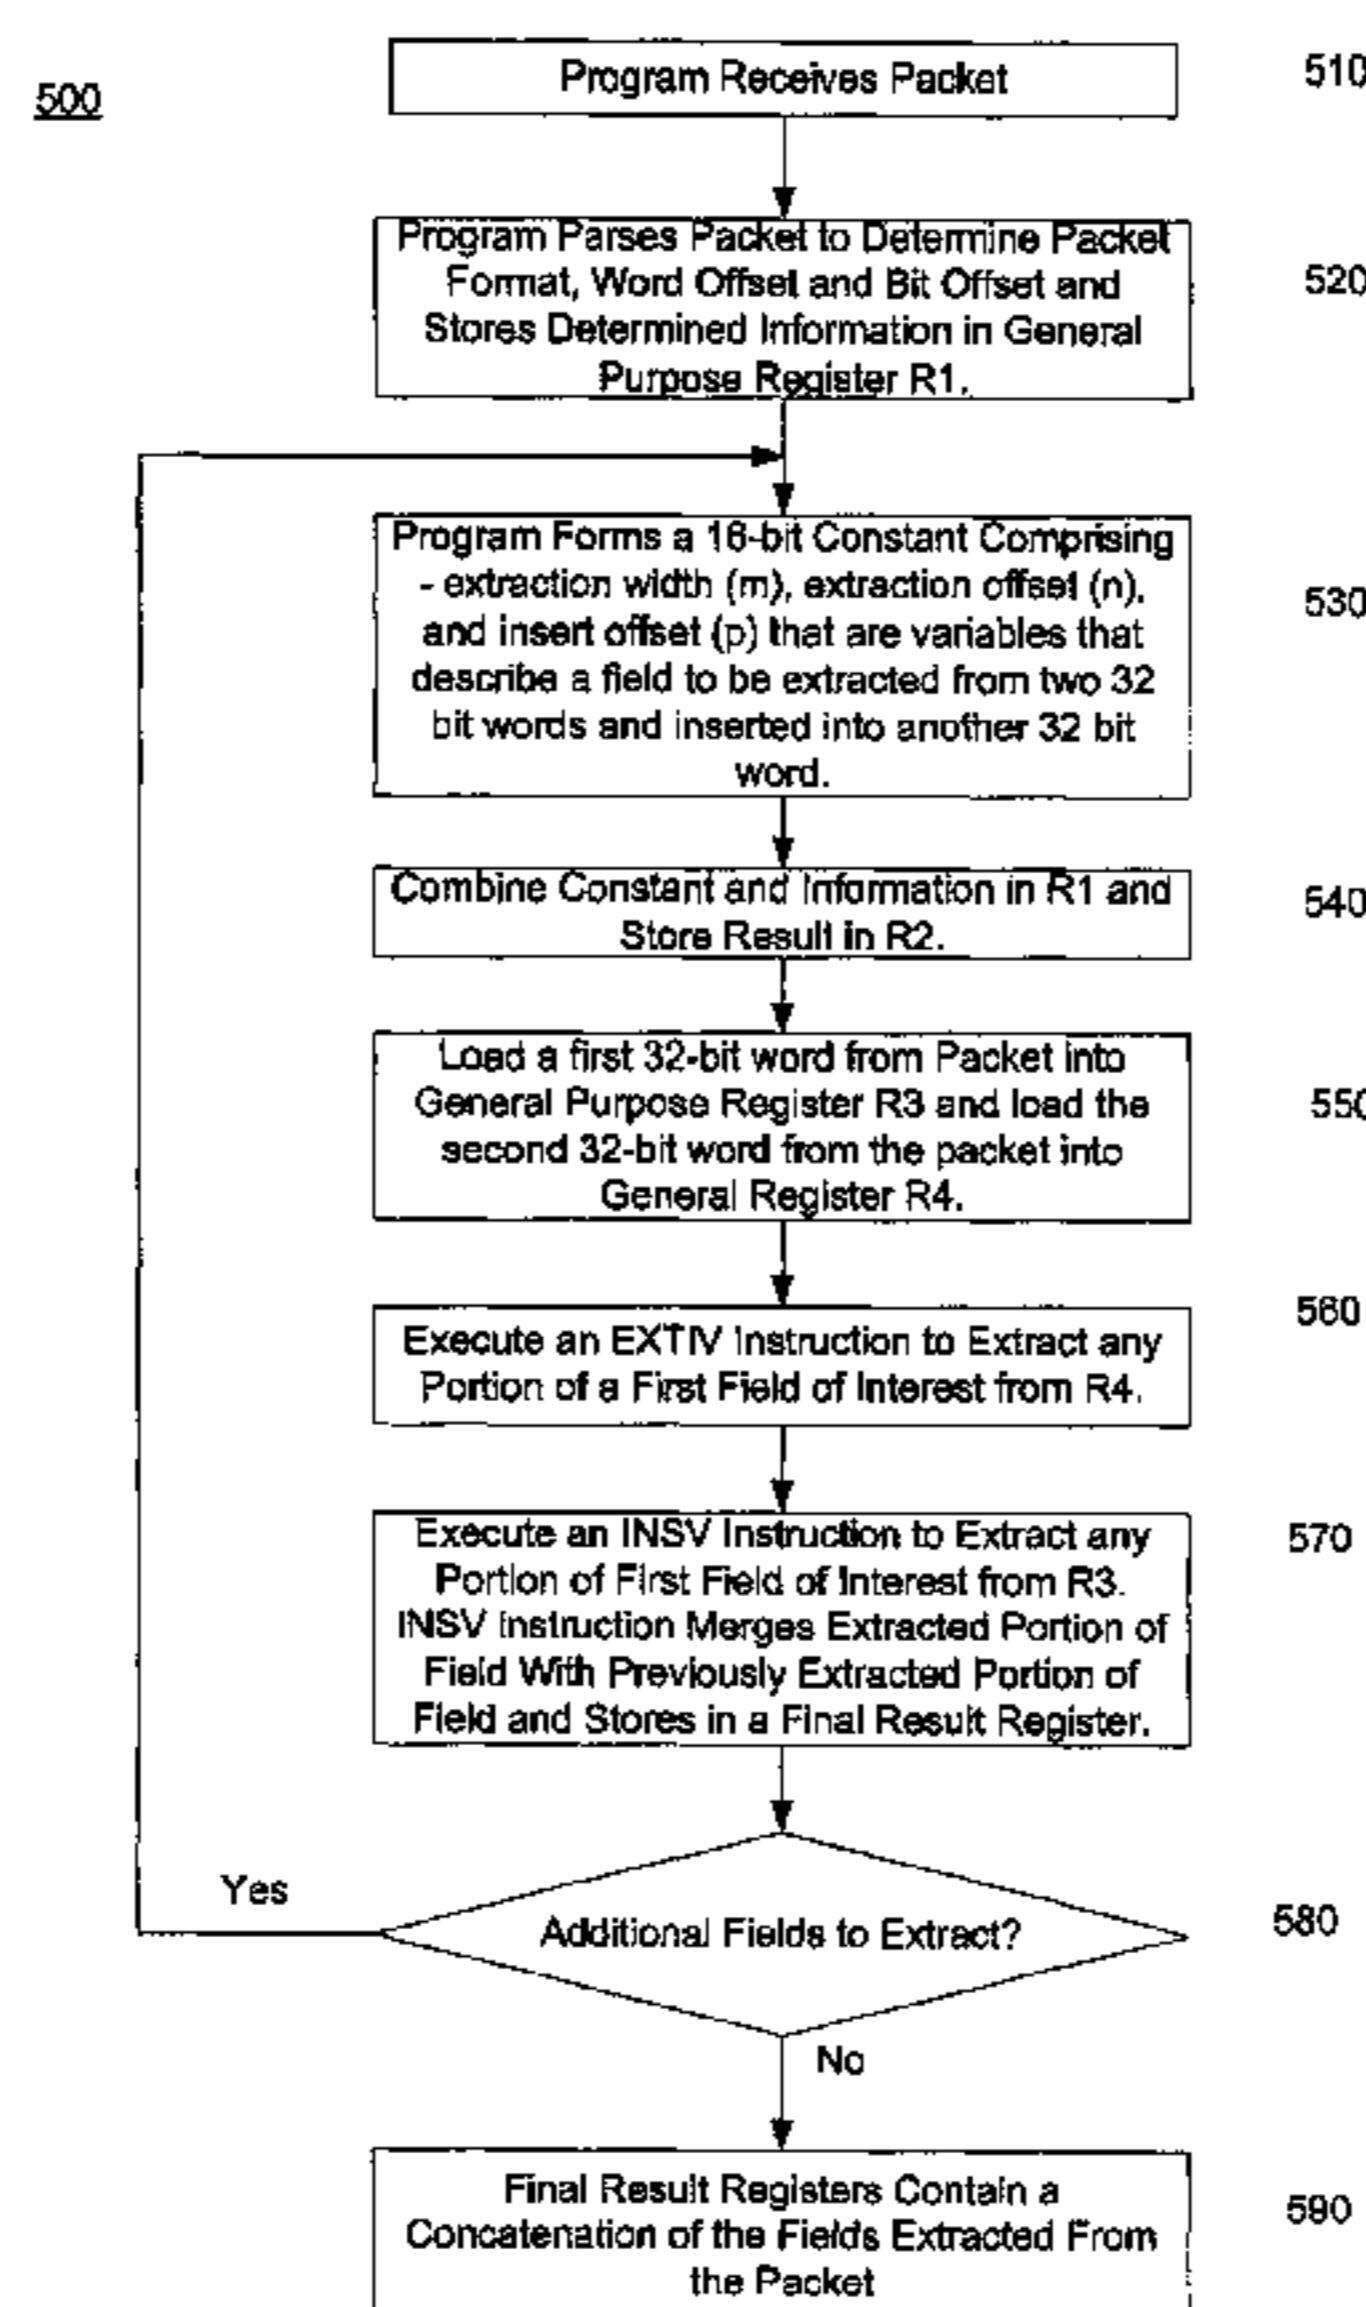 500
Program Receives Packet
510
Program Parses Packet to Determine Packet
Format, Word Offset and Bit Offset and
Stores Determined Information in General
Purpose Register R1.
520
Program Forms a 16-bit Constant Comprising
- extraction width (m), extraction offset (n),
and insert offset (p) that are variables that
describe a field to be extracted from two 32
bit words and inserted into another 32 bit
word.
530
Combine Constant and Information in R1 and
Store Result in R2.
540
Load a first 32-bit word from Packet into
General Purpose Register R3 and load the
second 32-bit word from the packet into
General Register R4.
550
Execute an EXTIV Instruction to Extract any
Portion of a First Field of Interest from R4.
560
Execute an INSV Instruction to Extract any
Portion of First Field of Interest from R3.
INSV Instruction Merges Extracted Portion of
Field With Previously Extracted Portion of
Field and Stores in a Final Result Register.
570
Yes
Additional Fields to Extract?
580
No
Final Result Registers Contain a
Concatenation of the Fields Extracted From
the Packet
590